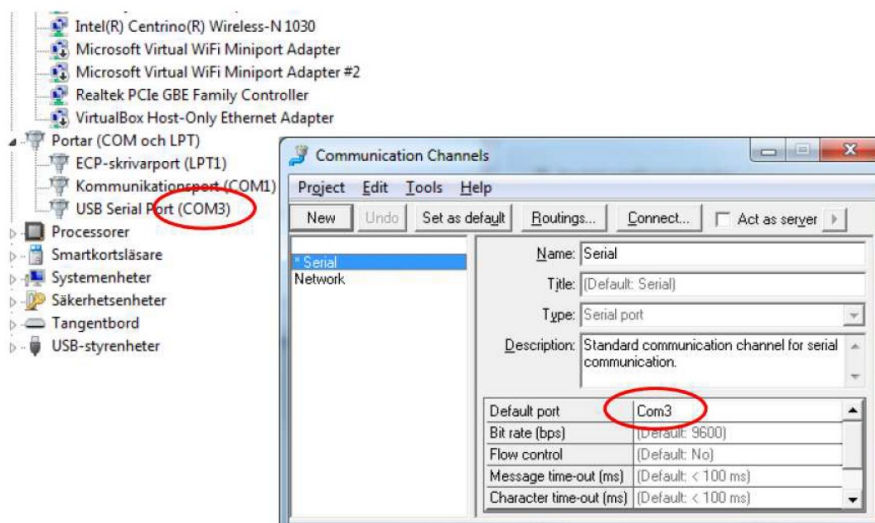 Intel(R) Centrino(R) Wireless-N 1030
Microsoft Virtual WiFi Miniport Adapter
Microsoft Virtual WiFi Miniport Adapter #2
Realtek PCIe GBE Family Controller
VirtualBox Host-Only Ethernet Adapter
Portar (COM och LPT)
ECP-skrivarport (LPT1)
Kommunikationsport (COM1)
USB Serial Port (COM3)
Processorer
Smartkortsläsare
Systemenheter
Säkerhetsenheter
Tangentbord
USB-styrenheter
Communication Channels
Project Edit Tools Help
New Undo Set as default Routings... Connect... Act as server
* Serial
Network
Name: Serial
Title: (Default: Serial)
Type: Serial port
Description: Standard communication channel for serial
communication.
Default port Com3
Bit rate (bps) (Default: 9600)
Flow control (Default: No)
Message time-out (ms) (Default: < 100 ms)
Character time-out (ms) (Default: < 100 ms)